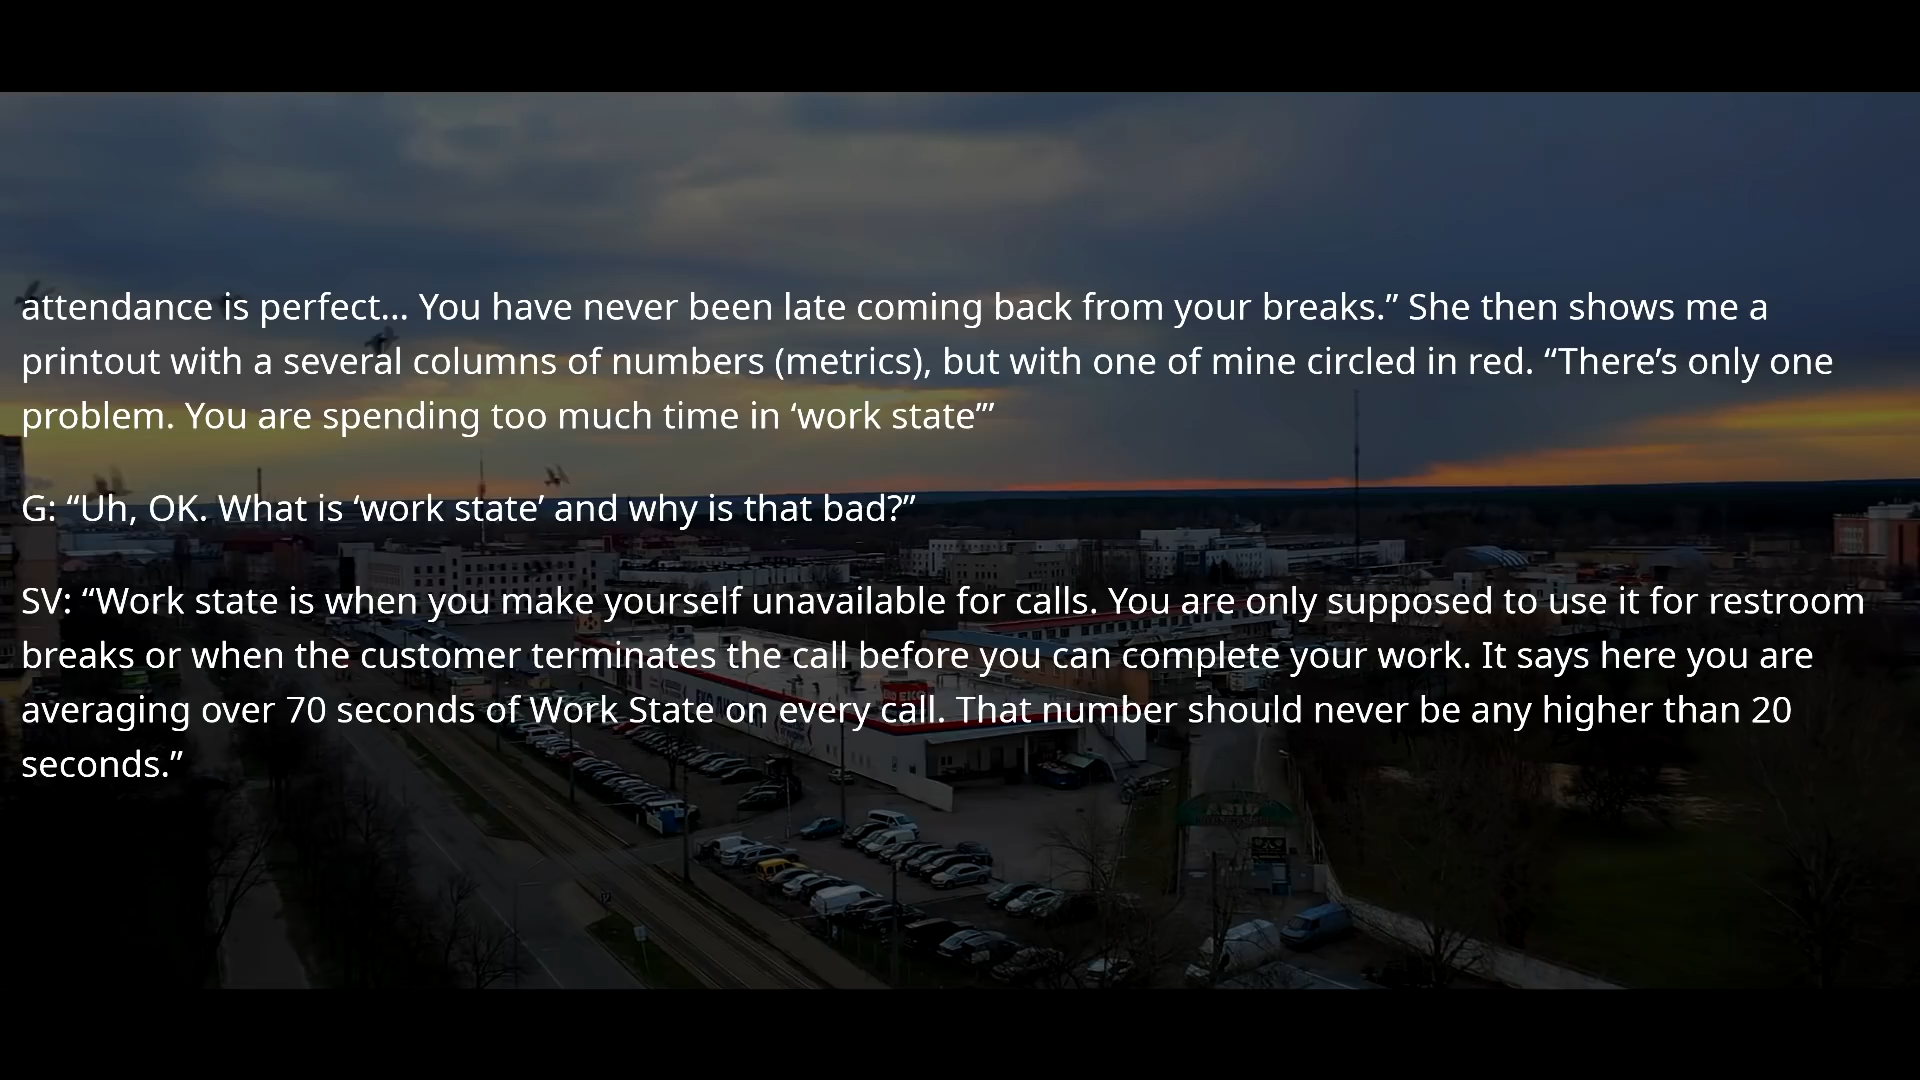 attendance is perfect... You have never been late coming back from your breaks.” She then shows me a
printout with a several columns of numbers (metrics), but with one of mine circled in red. “There’s only one
problem. You are spending too much time in ‘work state’”
G: “Uh, OK. What is ‘work state’ and why is that bad?”
SV: “Work state is when you make yourself unavailable for calls. You are only supposed to use it for restroom
breaks or when the customer terminates the call before you can complete your work. It says here you are
averaging over 70 seconds of Work State on every call. That number should never be any higher than 20
seconds.”